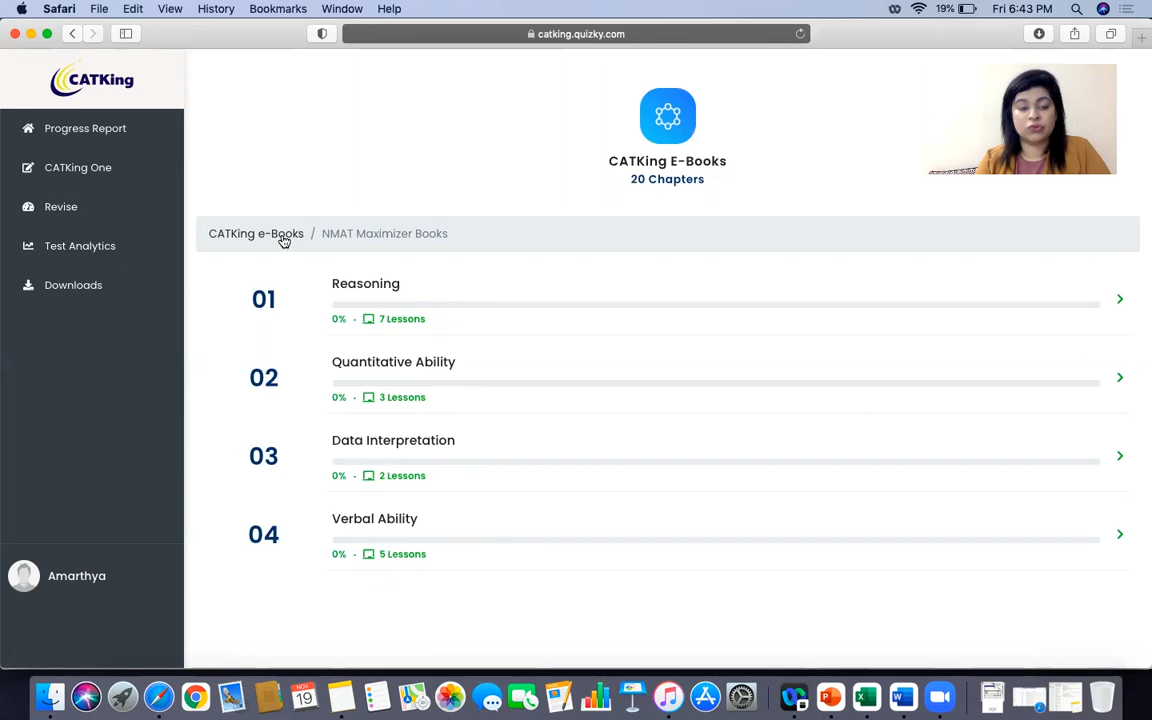 Safari File Edit View History Bookmarks Window Help 19% Fri 6:43 PM
catking.quizky.com
CATKing
Progress Report
CATKing One
Revise
Test Analytics
Downloads
Amarthya
CATKing E-Books
20 Chapters
CATKing e-Books / NMAT Maximizer Books
01 Reasoning
0% · 7 Lessons
02 Quantitative Ability
0% · 3 Lessons
03 Data Interpretation
0% · 2 Lessons
04 Verbal Ability
0% · 5 Lessons
NOV
19